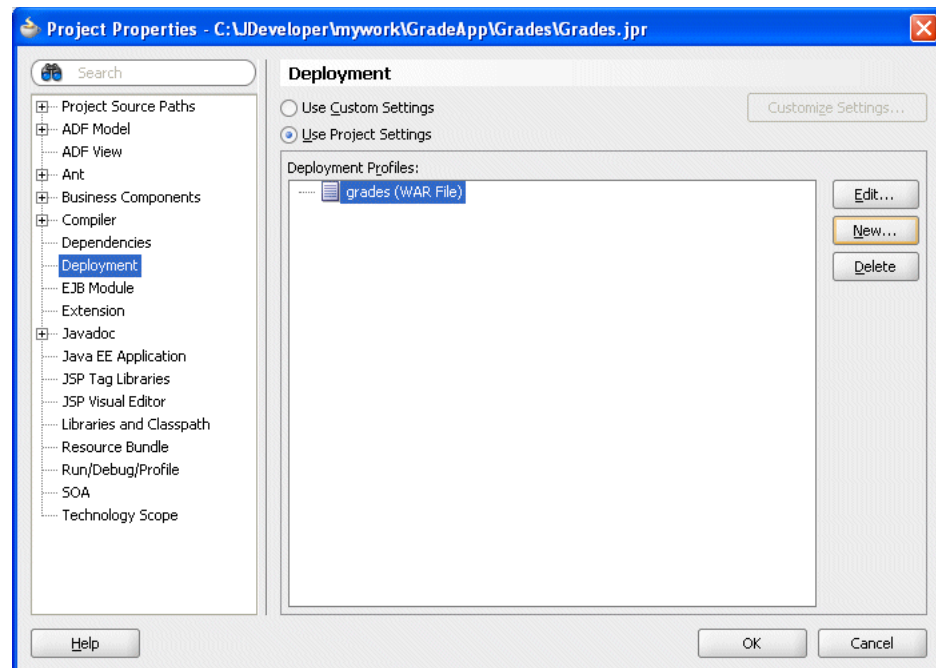 Project Properties - C:\JDeveloper\mywork\GradeApp\Grades\Grades.jpr
Search
Project Source Paths
ADF Model
ADF View
Ant
Business Components
Compiler
Dependencies
Deployment
EJB Module
Extension
Javadoc
Java EE Application
JSP Tag Libraries
JSP Visual Editor
Libraries and Classpath
Resource Bundle
Run/Debug/Profile
SOA
Technology Scope
Deployment
Use Custom Settings
Customize Settings...
Use Project Settings
Deployment Profiles:
grades (WAR File)
Edit...
New...
Delete
Help
OK
Cancel